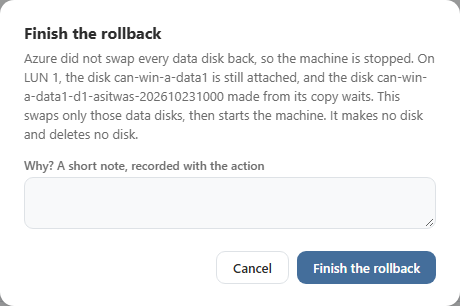 Finish the rollback
Azure did not swap every data disk back, so the machine is stopped. On
LUN 1, the disk can-win-a-data1 is still attached, and the disk can-win-
a-data1-d1-asitwas-202610231000 made from its copy waits. This
swaps only those data disks, then starts the machine. It makes no disk
and deletes no disk.
Why? A short note, recorded with the action
Cancel
Finish the rollback